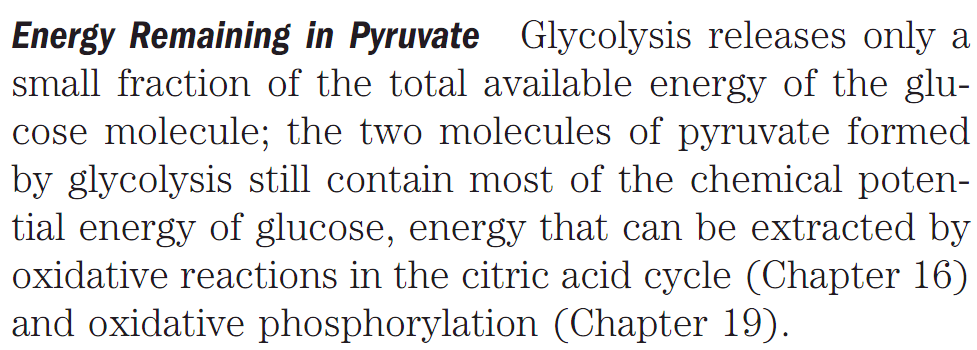 Energy Remaining in Pyruvate Glycolysis releases only a
small fraction of the total available energy of the glu-
cose molecule; the two molecules of pyruvate formed
by glycolysis still contain most of the chemical poten-
tial energy of glucose, energy that can be extracted by
oxidative reactions in the citric acid cycle (Chapter 16)
and oxidative phosphorylation (Chapter 19).